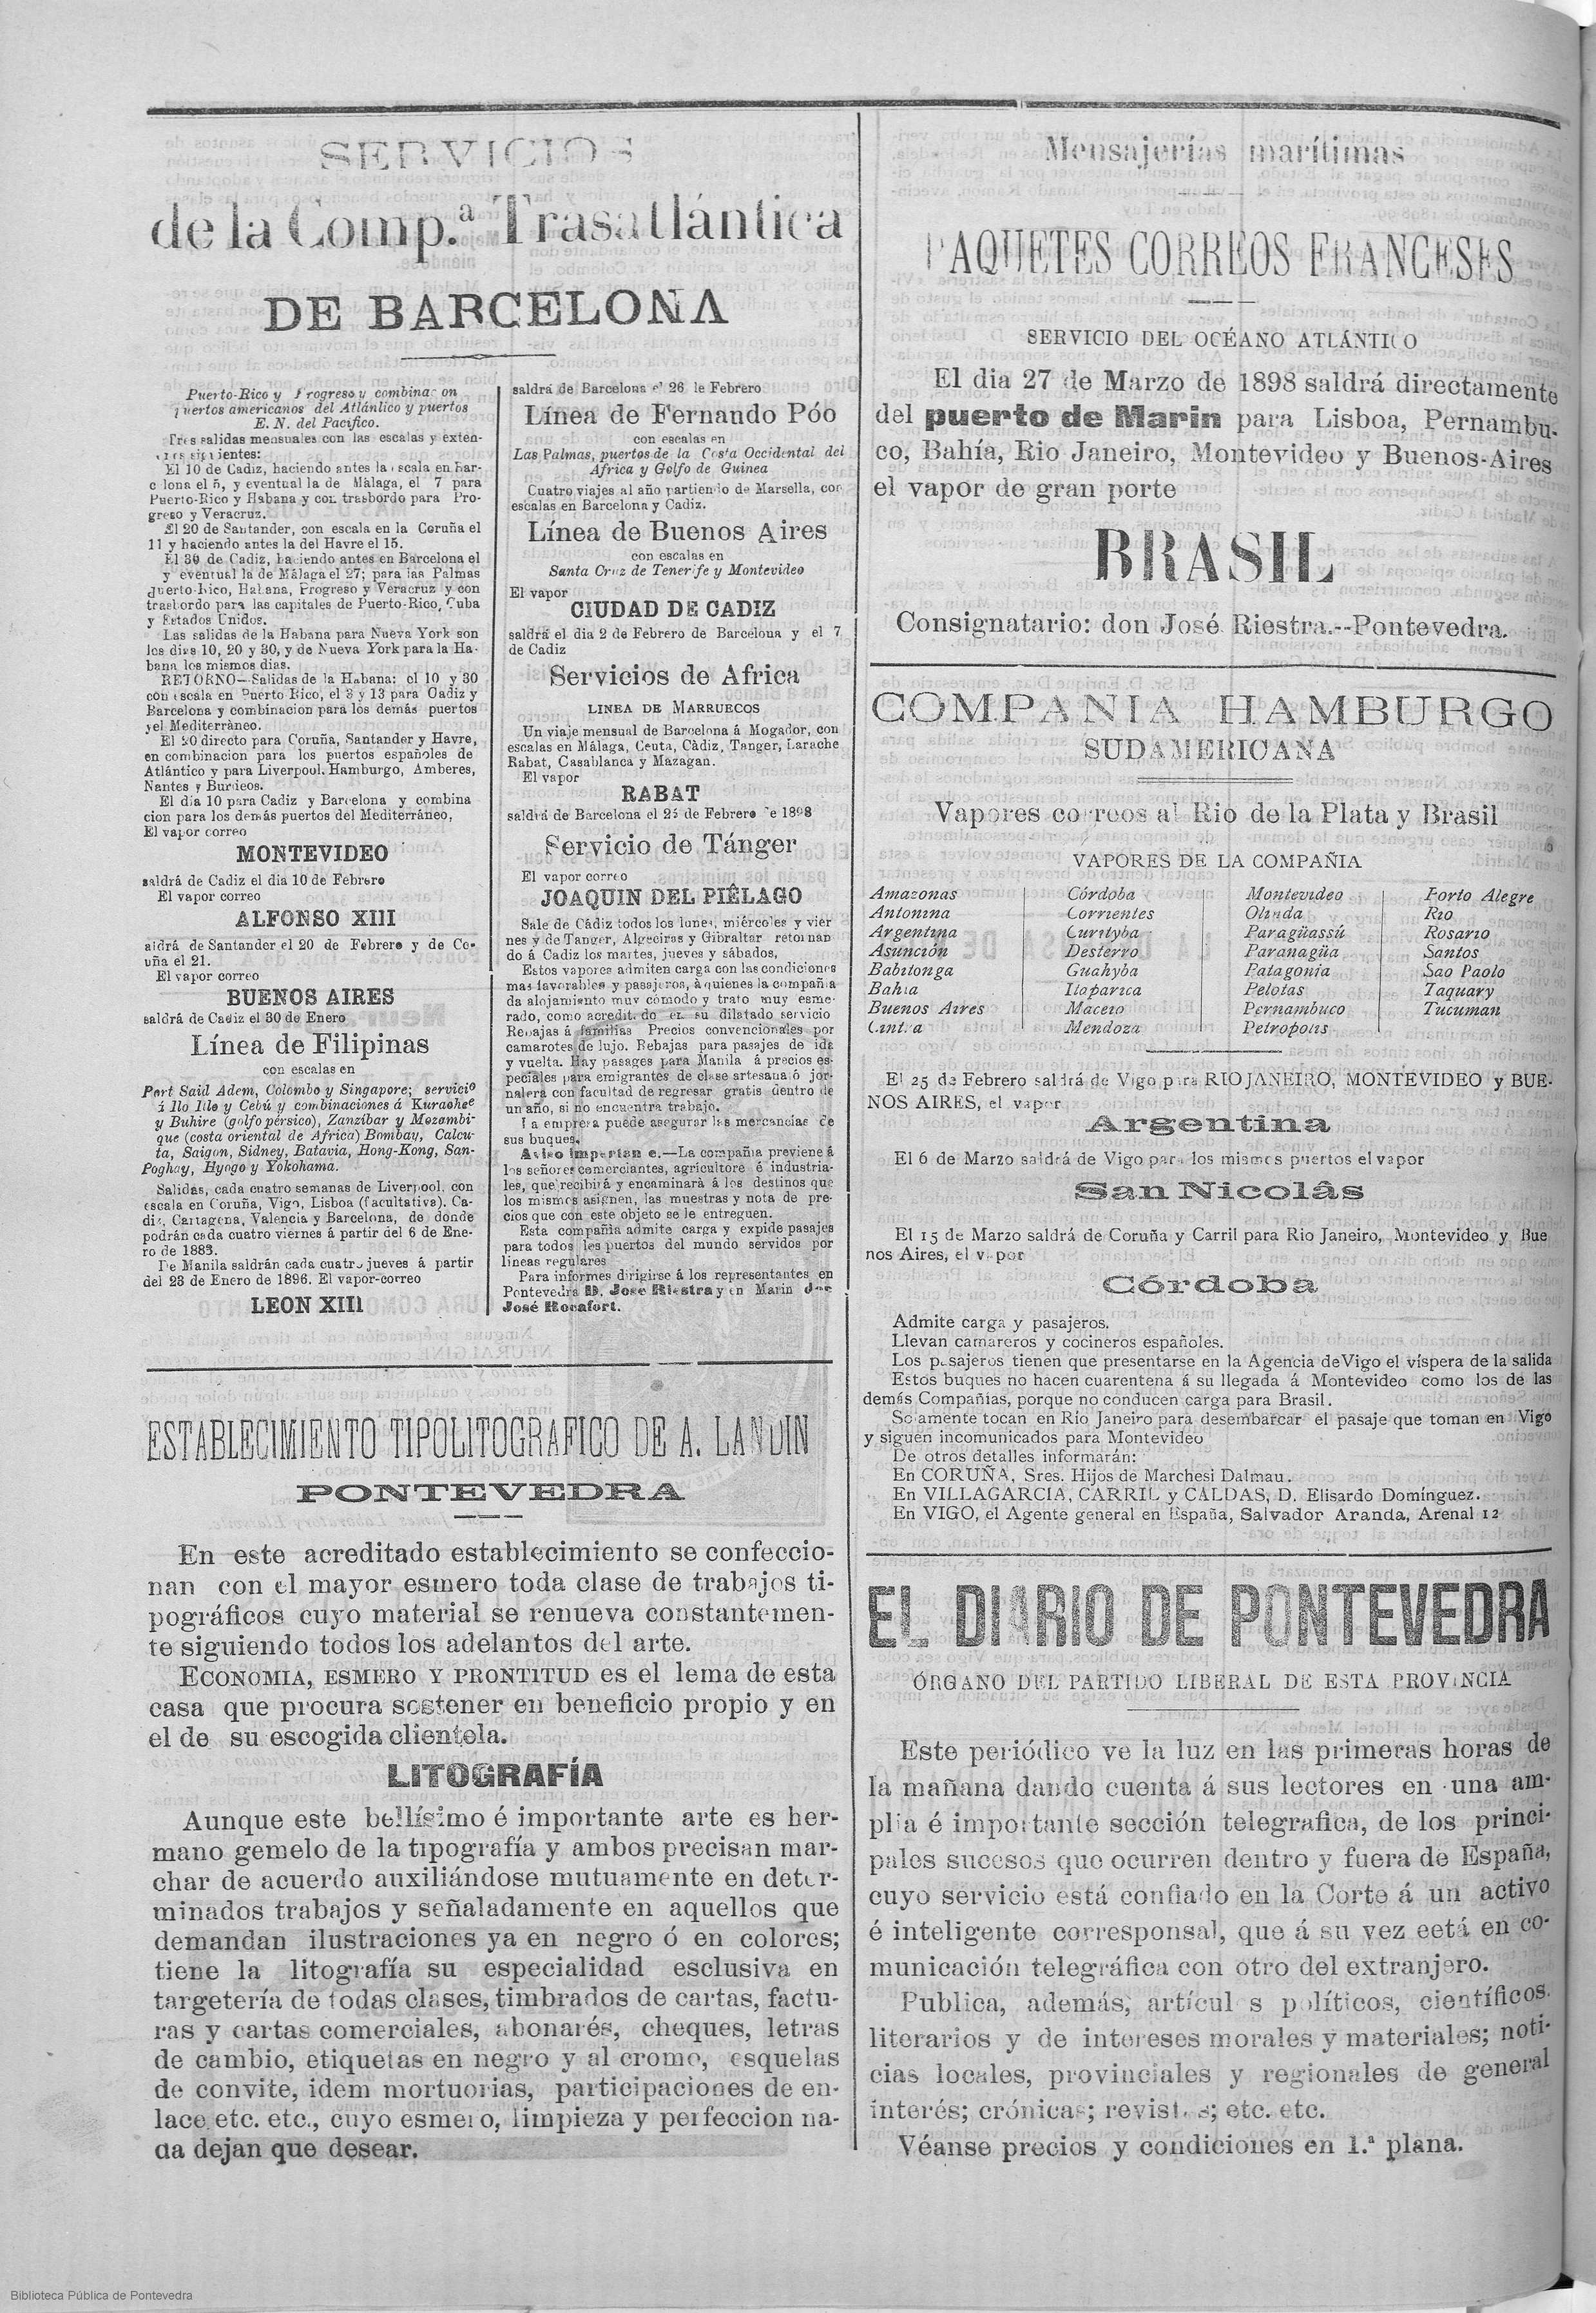 SERVICIOS
de la Comp.ª Trasatlántica
DE BARCELONA
Puerto-Rico y Progreso y combina on
puertos americanos del Atlántico y puertos
E. N. del Pacifico.
Tres salidas mensuales con las escalas y exten-
El 10 de Cadiz, haciendo antes la escala en Bar-
c lona el 5, y eventual la de Málaga, el 7 para
Puerto-Rico y Habana y con trasbordo para Pro-
greso y Veracruz.
El 20 de Santander, con escala en la Coruña el
11 y haciendo antes la del Havre el 15.
El 30 de Cadiz, haciendo antes en Barcelona el
y eventual la de Málaga el 27; para las Palmas
Puerto-Rico, Habana, Progreso y Veracruz y con
trasbordo para las capitales de Puerto-Rico, Cuba
y Estados Unidos.
Las salidas de la Habana para Nueva York son
los dias 10, 20 y 30, y de Nueva York para la Ha-
bana los mismos dias.
RETORNO—Salidas de la Habana: el 10 y 30
con escala en Puerto Rico, el 3 y 13 para Cadiz y
Barcelona y combinacion para los demás puertos
del Mediterràneo.
El 20 directo para Coruña, Santander y Havre,
en combinacion para los puertos españoles de
Atlántico y para Liverpool. Hamburgo, Amberes,
Nantes y Burdeos.
El dia 10 para Cadiz y Barcelona y combina
cion para los demás puertos del Mediterráneo,
El vapor correo
MONTEVIDEO
saldrá de Cadiz el dia 10 de Febrero
El vapor correo
ALFONSO XIII
aldrá de Santander el 20 de Febrero y de Co-
uña el 21.
El vapor correo
BUENOS AIRES
saldrá de Cadiz el 30 de Enero
Línea de Filipinas
con escalas en
Port Said Adem, Colombo y Singapore; servicio
á Ilo Ilo y Cebú y combinaciones á Kurachee
y Buhire (golfo pérsico), Zanzíbar y Mozambi-
que (costa oriental de Africa) Bombay, Calcu-
ta, Saigon, Sidney, Batavia, Hong-Kong, San-
Poghay, Hyogo y Yokohama.
Salidas, cada cuatro semanas de Liverpool, con
escala en Coruña, Vigo, Lisboa (facultativa). Ca-
diz, Cartagena, Valencia y Barcelona, de donde
podrán cada cuatro viernes á partir del 6 de Ene-
ro de 1883.
De Manila saldrán cada cuatro jueves á partir
del 23 de Enero de 1896. El vapor-correo
LEON XIII
saldrá de Barcelona el 26 de Febrero
Línea de Fernando Póo
con escalas en
Las Palmas, puertos de la Costa Occidental del
Africa y Golfo de Guinea
Cuatro viajes al año partiendo de Marsella, con
escalas en Barcelona y Cadiz.
Línea de Buenos Aires
con escalas en
Santa Cruz de Tenerife y Montevideo
El vapor
CIUDAD DE CADIZ
saldrá el dia 2 de Febrero de Barcelona y el 7
de Cadiz
Servicios de Africa
LINEA DE MARRUECOS
Un viaje mensual de Barcelona á Mogador, con
escalas en Málaga, Ceuta, Càdiz, Tanger, Larache
Rabat, Casablanca y Mazagan.
El vapor
RABAT
saldrá de Barcelona el 25 de Febrero de 1898
Servicio de Tánger
El vapor correo
JOAQUIN DEL PIÉLAGO
Sale de Cádiz todos los lunes, miércoles y vier
nes y de Tanger, Algeciras y Gibraltar retornan
do á Cadiz los martes, jueves y sábados,
Estos vapores admiten carga con las condiciones
mas favorables y pasajeros, á quienes la compañia
da alojamiento muy cómodo y trato muy esme-
rado, como acreditado en su dilatado servicio
Rebajas á familias Precios convencionales por
camarotes de lujo. Rebajas para pasajes de ida
y vuelta. Hay pasages para Manila á precios es-
peciales para emigrantes de clase artesana ó jor-
nalera con facultad de regresar gratis dentro de
un año, si no encuentra trabajo.
La empresa puede asegurar las mercancías de
sus buques.
Aviso importan e.—La compañia previene á
los señores comerciantes, agricultore é industria-
les, que recibirá y encaminará á los destinos que
los mismos asignen, las muestras y nota de pre-
cios que con este objeto se le entreguen.
Esta compañía admite carga y expide pasajes
para todos los puertos del mundo servidos por
lineas regulares
Para informes dirigirse á los representantes en
Pontevedra D. Jose Riestra y en Marin don
José Rocafort.
ESTABLECIMIENTO TIPOLITOGRAFICO DE A. LANDIN
PONTEVEDRA
En este acreditado establecimiento se confeccio-
nan con el mayor esmero toda clase de trabajos ti-
pográficos cuyo material se renueva constantemen-
te siguiendo todos los adelantos del arte.
ECONOMIA, ESMERO Y PRONTITUD es el lema de esta
casa que procura sostener en beneficio propio y en
el de su escogida clientela.
LITOGRAFÍA
Aunque este bellísimo é importante arte es her-
mano gemelo de la tipografía y ambos precisan mar-
char de acuerdo auxiliándose mutuamente en deter-
minados trabajos y señaladamente en aquellos que
demandan ilustraciones ya en negro ó en colores;
tiene la litografía su especialidad esclusiva en
targetería de todas clases, timbrados de cartas, factu-
ras y cartas comerciales, abonarés, cheques, letras
de cambio, etiquetas en negro y al cromo, esquelas
de convite, idem mortuorias, participaciones de en-
lace etc. etc., cuyo esmero, limpieza y perfeccion na-
da dejan que desear.
Mensajerías marítimas
PAQUETES CORREOS FRANCESES
SERVICIO DEL OCÉANO ATLÁNTICO
El dia 27 de Marzo de 1898 saldrá directamente
del puerto de Marin para Lisboa, Pernambu-
co, Bahía, Rio Janeiro, Montevideo y Buenos-Aires
el vapor de gran porte
BRASIL
Consignatario: don José Riestra.--Pontevedra.
COMPANIA HAMBURGO
SUDAMERICANA
Vapores correos al Rio de la Plata y Brasil
VAPORES DE LA COMPAÑIA
Amazonas Córdoba Montevideo Porto Alegre
Antonina Corrientes Olinda Rio
Argentina Curityba Paragüassú Rosario
Asunción Desterro Paranagüa Santos
Babitonga Guahyba Patagonia Sao Paolo
Bahia Itaparica Pelotas Taquary
Buenos Aires Maceio Pernambuco Tucuman
Cintra Mendoza Petropolis
El 25 de Febrero saldrá de Vigo para RIO JANEIRO, MONTEVIDEO y BUE-
NOS AIRES, el vapor
Argentina
El 6 de Marzo saldrá de Vigo para los mismos puertos el vapor
San Nicolás
El 15 de Marzo saldrá de Coruña y Carril para Rio Janeiro, Montevideo y Bue
nos Aires, el vapor
Córdoba
Admite carga y pasajeros.
Llevan camareros y cocineros españoles.
Los pasajeros tienen que presentarse en la Agencia de Vigo el víspera de la salida
Estos buques no hacen cuarentena á su llegada á Montevideo como los de las
demás Compañias, porque no conducen carga para Brasil.
Solamente tocan en Rio Janeiro para desembarcar el pasaje que toman en Vigo
y siguen incomunicados para Montevideo
De otros detalles informarán:
En CORUÑA, Sres. Hijos de Marchesi Dalmau.
En VILLAGARCIA, CARRIL y CALDAS, D. Elisardo Domínguez.
En VIGO, el Agente general en España, Salvador Aranda, Arenal 12
EL DIARIO DE PONTEVEDRA
ÓRGANO DEL PARTIDO LIBERAL DE ESTA PROVINCIA
Este periódico ve la luz en las primeras horas de
la mañana dando cuenta á sus lectores en una am-
plia é importante sección telegrafica, de los princi-
pales sucesos que ocurren dentro y fuera de España,
cuyo servicio está confiado en la Corte á un activo
é inteligente corresponsal, que á su vez eetá en co-
municación telegráfica con otro del extranjero.
Publica, además, artícul s políticos, científicos,
literarios y de intereses morales y materiales; noti-
cias locales, provinciales y regionales de general
interés; crónicas; revistas; etc. etc.
Véanse precios y condiciones en 1.ª plana.
Biblioteca Pública de Pontevedra